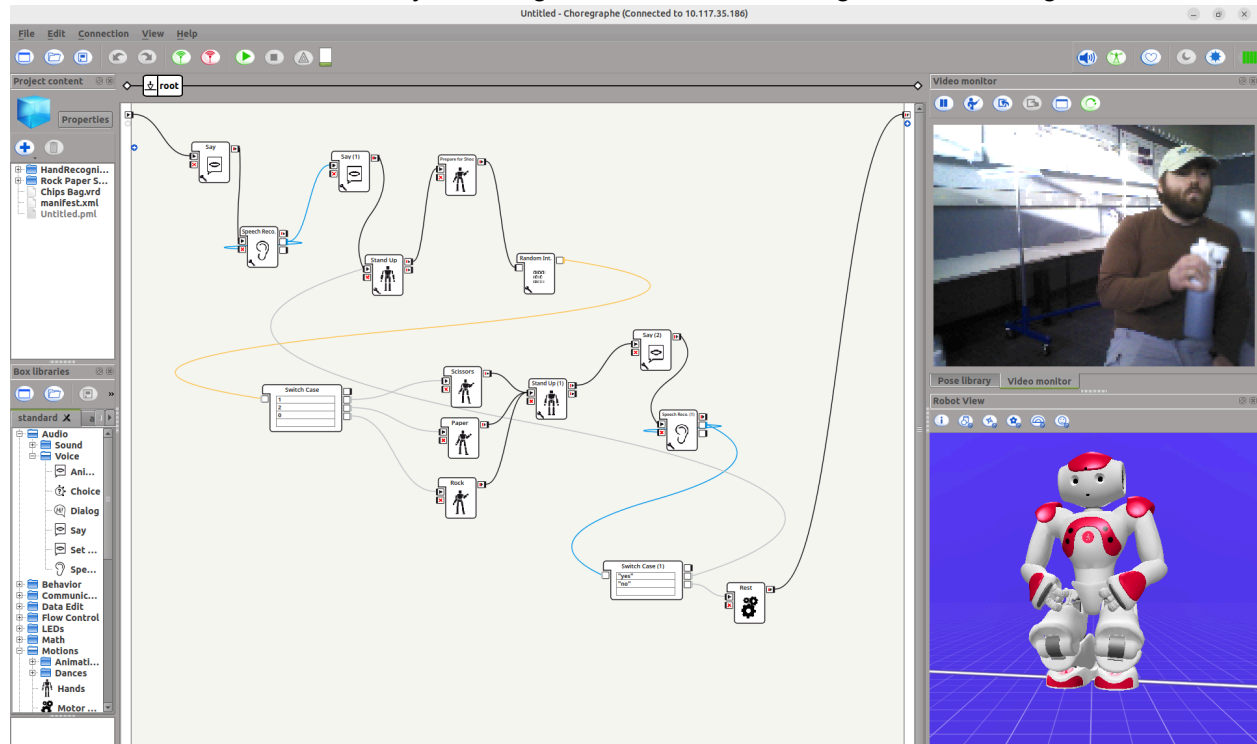 Untitled - Choregraphe (Connected to 10.117.35.186)
File Edit Connection View Help
Project content
Properties
HandRecogni...
Rock Paper S...
Chips Bag.vrd
manifest.xml
Untitled.pml
Box libraries
»
standard X a
Audio
Sound
Voice
Ani...
Choice
Dialog
Say
Set ...
Spe...
Behavior
Communic...
Data Edit
Flow Control
LEDs
Math
Motions
Animati...
Dances
Hands
Motor ...
root
Say
Say (1)
Prepare for Shoo
Speech Reco.
Stand Up
Random Int.
Say (2)
Switch Case
1
2
0
Scissors
Stand Up (1)
Paper
Speech Reco. (1)
Rock
Switch Case (1)
"yes"
"no"
Rest
Video monitor
Pose library Video monitor
Robot View